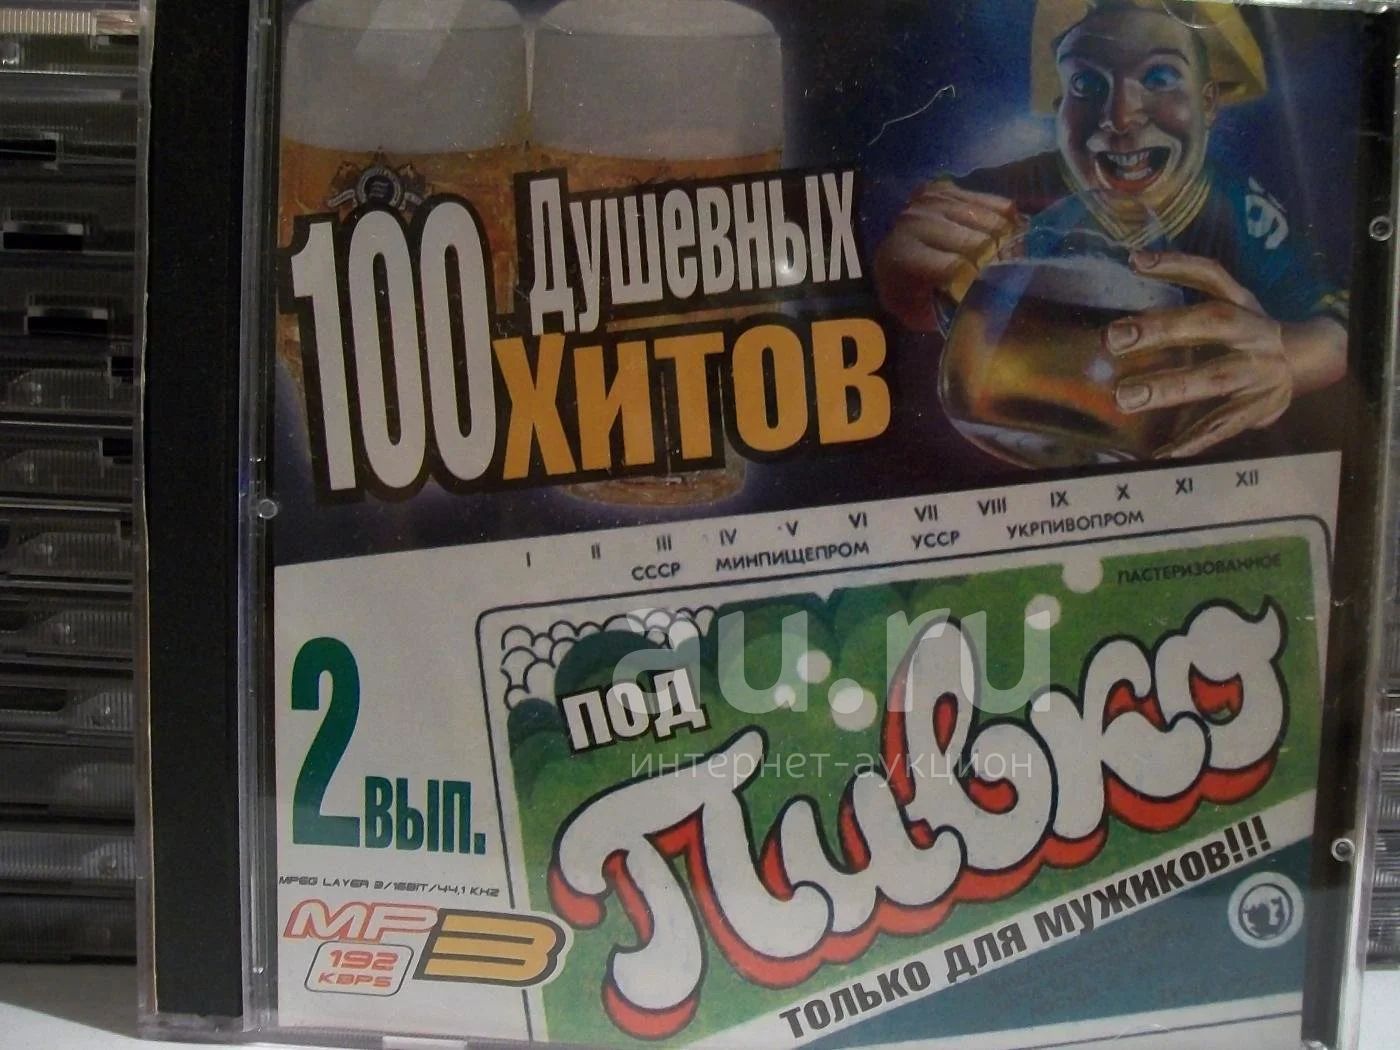 100
Душевных
хитов
I II III IV V VI VII VIII IX X XI XII
СССР МИНПИЩЕПРОМ УССР УКРПИВОПРОМ
ПАСТЕРИЗОВАННОЕ
под
Пивко
2 вып.
au.ru
интернет-аукцион
ТОЛЬКО ДЛЯ МУЖИКОВ!!!
MPEG LAYER 3/16BIT/44,1 KHZ
MP3
192
KBPS